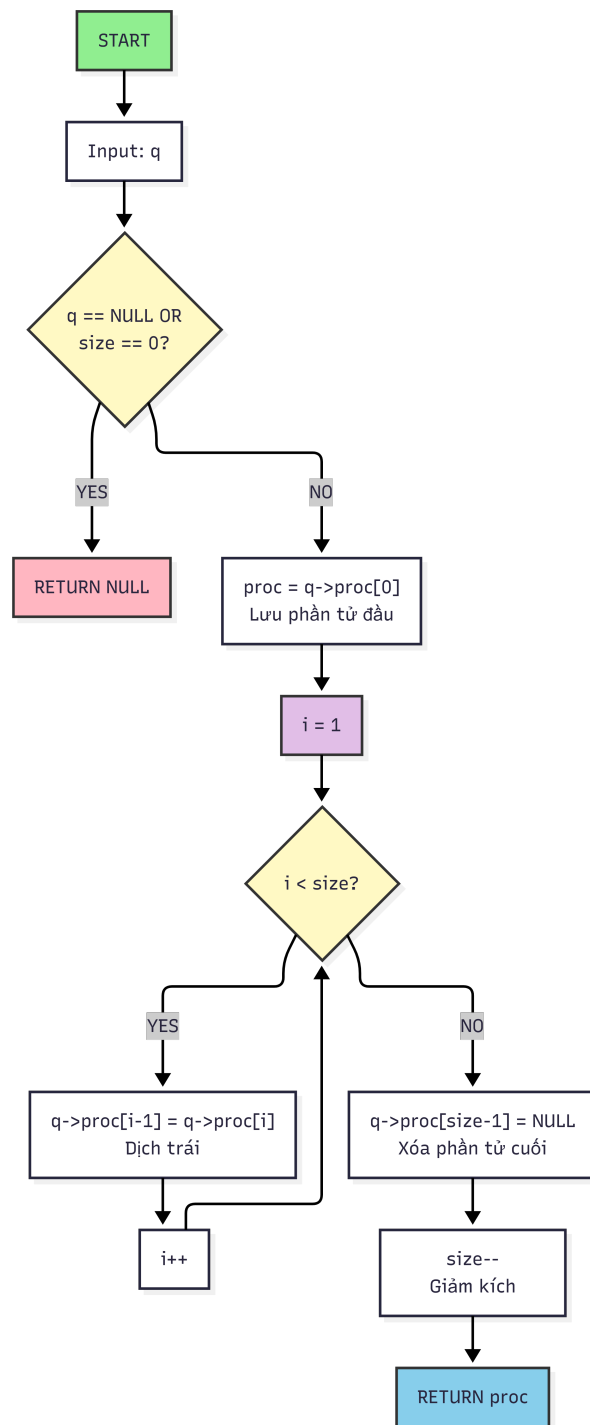 START
Input: q
q == NULL OR
size == 0?
YES
NO
RETURN NULL
proc = q->proc[0]
Lưu phần tử đầu
i = 1
i < size?
YES
NO
q->proc[i-1] = q->proc[i]
Dịch trái
q->proc[size-1] = NULL
Xóa phần tử cuối
i++
size--
Giảm kích
RETURN proc